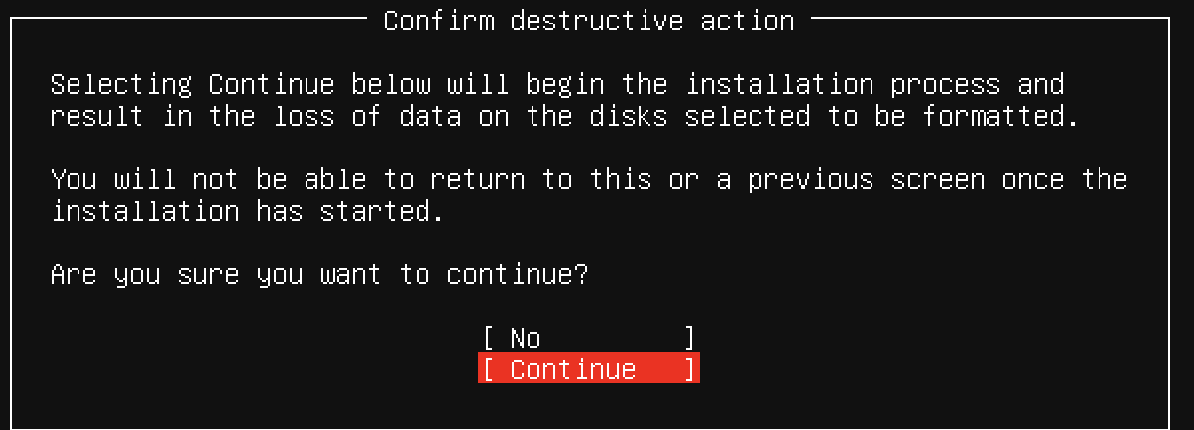 Confirm destructive action
Selecting Continue below will begin the installation process and
result in the loss of data on the disks selected to be formatted.
You will not be able to return to this or a previous screen once the
installation has started.
Are you sure you want to continue?
[ No ]
[ Continue ]